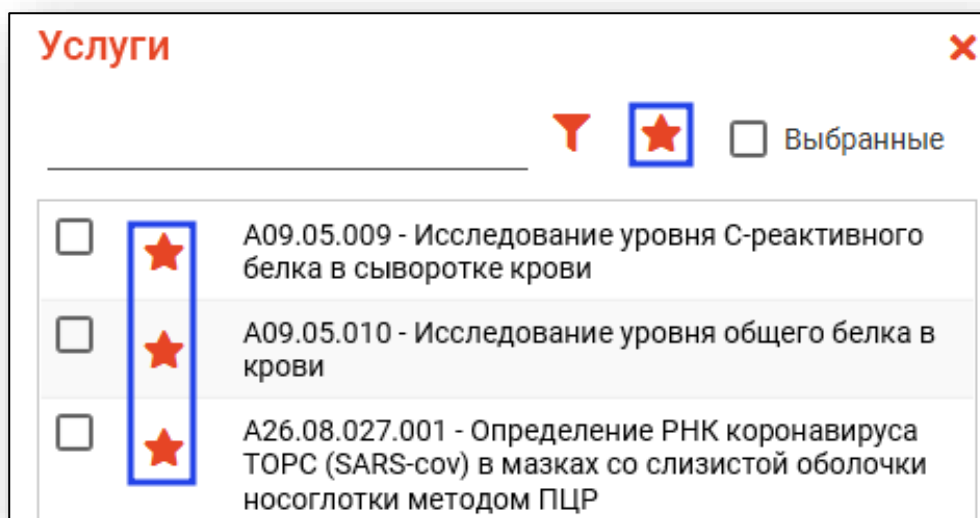 Услуги
Выбранные
A09.05.009 - Исследование уровня С-реактивного
белка в сыворотке крови
A09.05.010 - Исследование уровня общего белка в
крови
A26.08.027.001 - Определение РНК коронавируса
ТОРС (SARS-cov) в мазках со слизистой оболочки
носоглотки методом ПЦР